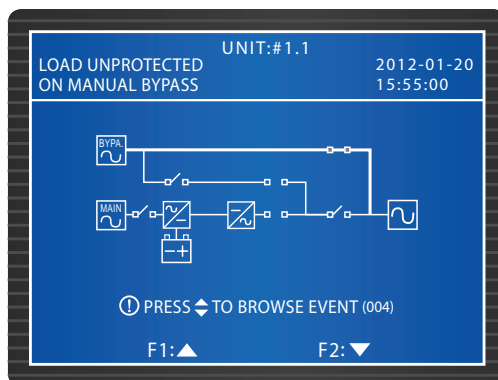 UNIT:#1.1
LOAD UNPROTECTED
ON MANUAL BYPASS
2012-01-20
15:55:00
BYPA.
MAIN
PRESS TO BROWSE EVENT (004)
F1:
F2: